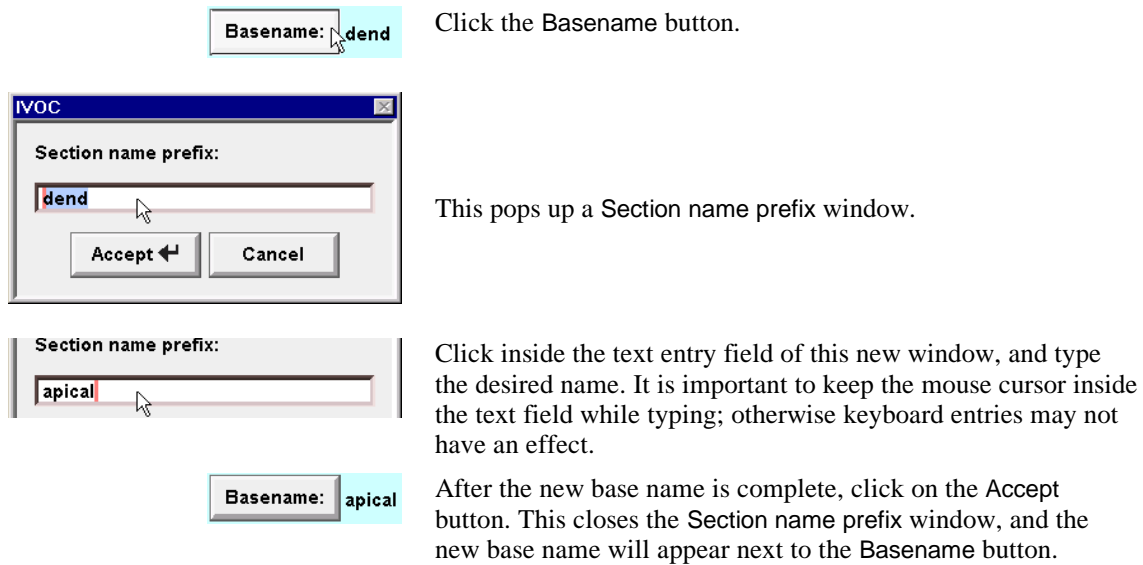 Basename: dend
Click the Basename button.
IVOC
Section name prefix:
dend
Accept
Cancel
This pops up a Section name prefix window.
Section name prefix:
apical
Click inside the text entry field of this new window, and type
the desired name. It is important to keep the mouse cursor inside
the text field while typing; otherwise keyboard entries may not
have an effect.
Basename: apical
After the new base name is complete, click on the Accept
button. This closes the Section name prefix window, and the
new base name will appear next to the Basename button.